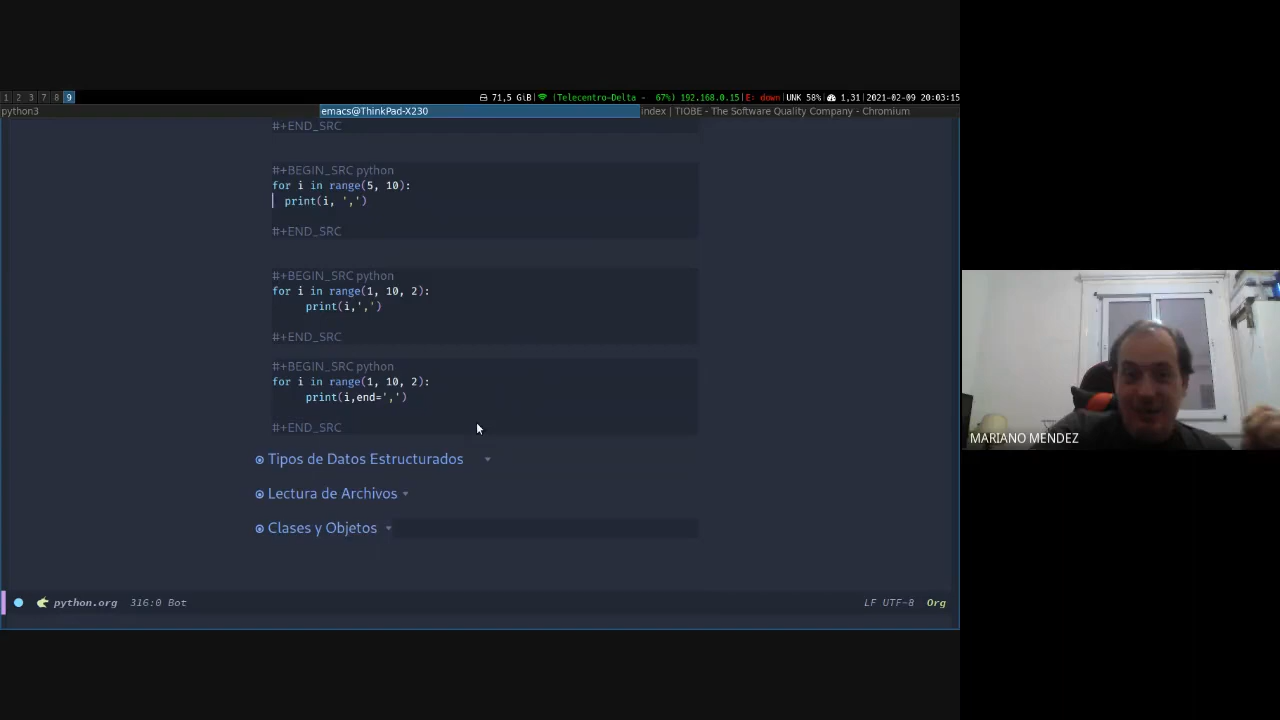 1 2 3 7 8 9
71,5 GiB| |(Telecentro-Delta - 67%) 192.168.0.15|E: down|UNK 58%| 1,31|2021-02-09 20:03:15
python3
emacs@ThinkPad-X230
index | TIOBE - The Software Quality Company - Chromium
#+END_SRC
#+BEGIN_SRC python
for i in range(5, 10):
print(i, ',')
#+END_SRC
#+BEGIN_SRC python
for i in range(1, 10, 2):
print(i,',')
#+END_SRC
#+BEGIN_SRC python
for i in range(1, 10, 2):
print(i,end=',')
#+END_SRC
Tipos de Datos Estructurados
Lectura de Archivos
Clases y Objetos
python.org 316:0 Bot
LF UTF-8 Org
MARIANO MENDEZ